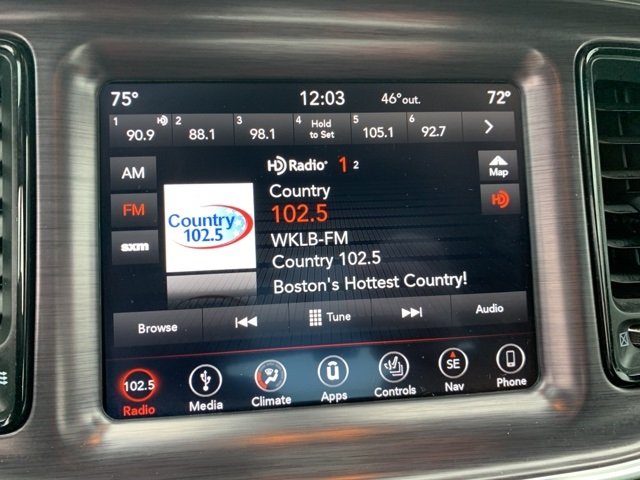 75° 12:03 46°out. 72°
1 90.9 HD 2 88.1 3 98.1 4 Hold to Set 5 105.1 6 92.7
AM
HD Radio 1 2
Map
FM
Country
102.5
HD
sxm
Country
102.5
WKLB-FM
Country 102.5
Boston's Hottest Country!
Browse Tune Audio
102.5 SE
Radio Media Climate Apps Controls Nav Phone